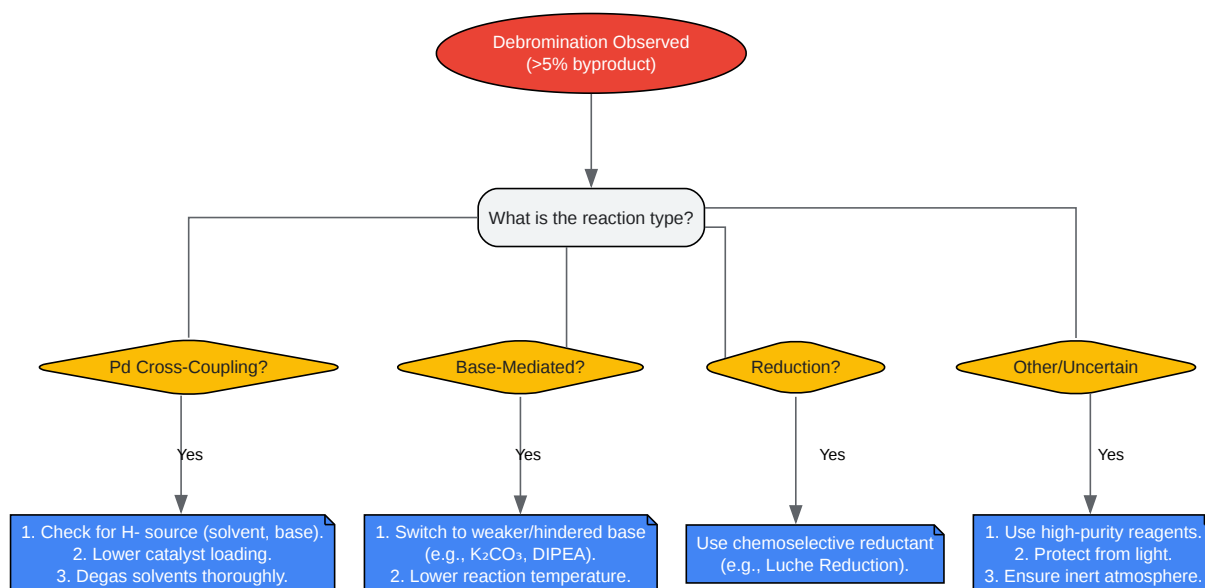 Debromination Observed
(>5% byproduct)
What is the reaction type?
Pd Cross-Coupling?
Base-Mediated?
Reduction?
Other/Uncertain
Yes
Yes
Yes
Yes
1. Check for H- source (solvent, base).
2. Lower catalyst loading.
3. Degas solvents thoroughly.
1. Switch to weaker/hindered base
(e.g., K₂CO₃, DIPEA).
2. Lower reaction temperature.
Use chemoselective reductant
(e.g., Luche Reduction).
1. Use high-purity reagents.
2. Protect from light.
3. Ensure inert atmosphere.